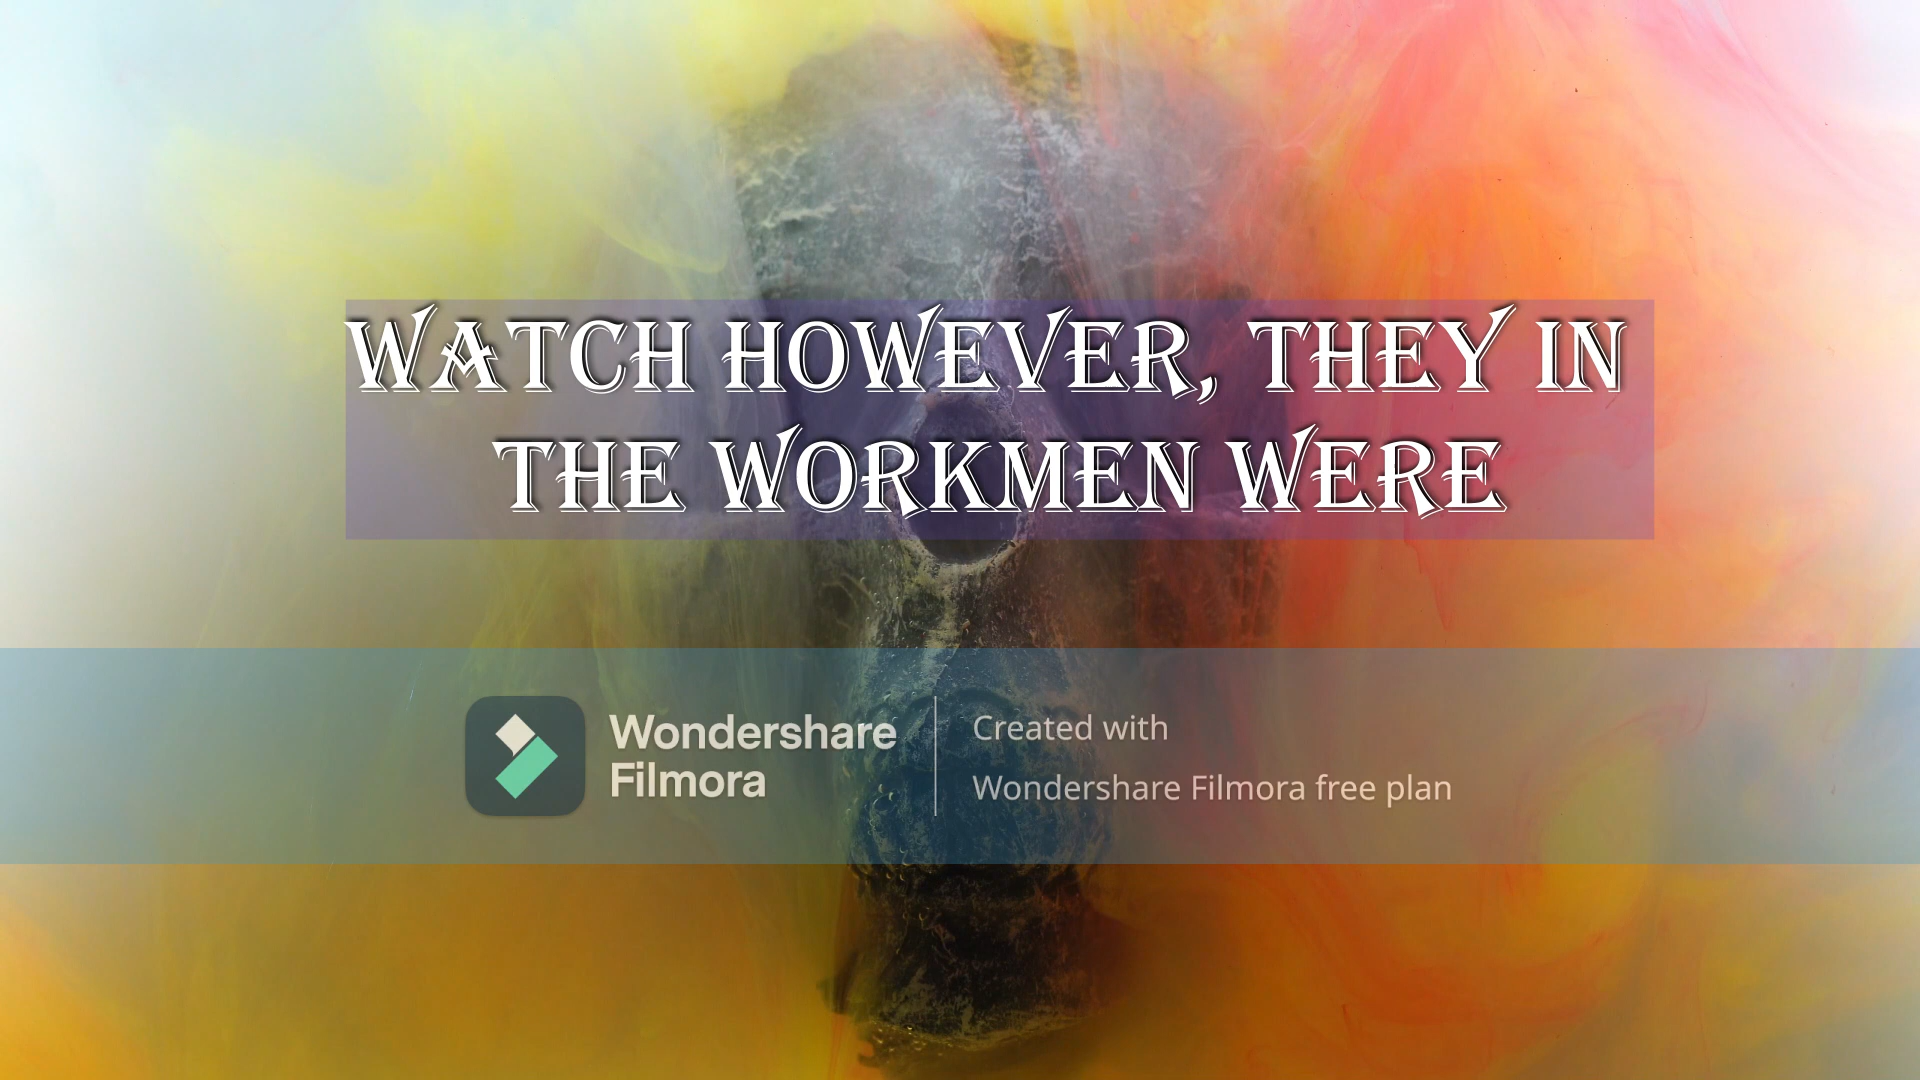 WATCH HOWEVER, THEY IN
THE WORKMEN WERE
Wondershare
Filmora
Created with
Wondershare Filmora free plan